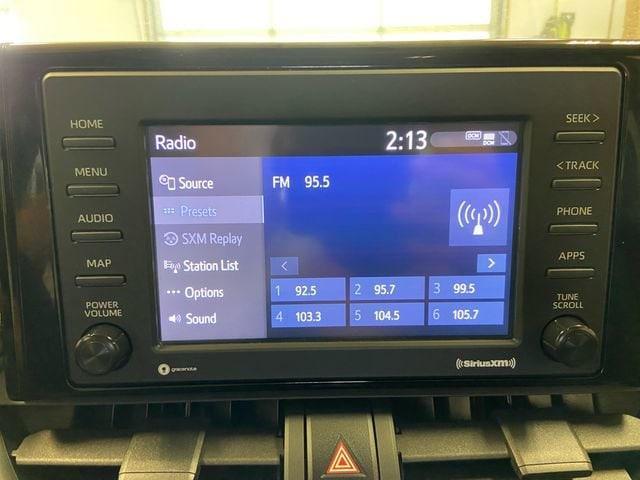 HOME
MENU
AUDIO
MAP
POWER
VOLUME
Radio
2:13
DCM
DCM
Source
Presets
SXM Replay
Station List
Options
Sound
FM 95.5
< >
1 92.5 2 95.7 3 99.5
4 103.3 5 104.5 6 105.7
SEEK >
< TRACK
PHONE
APPS
TUNE
SCROLL
gracenote
((SiriusXM))